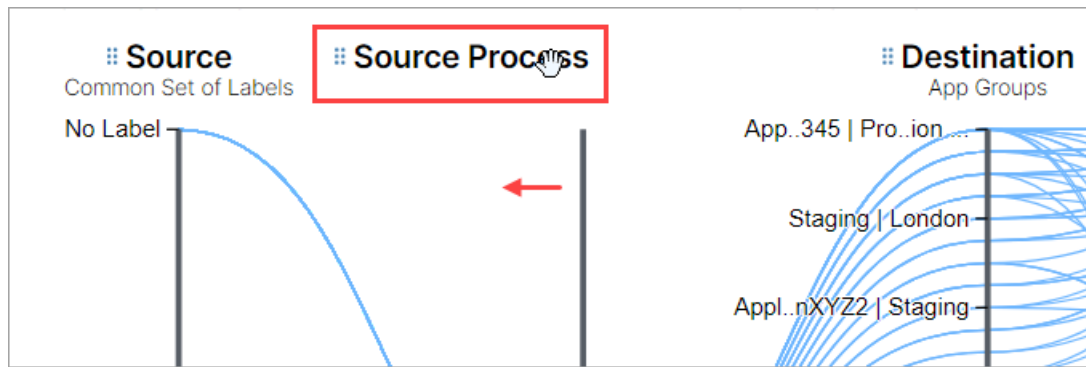 Source
Common Set of Labels
Source Process
Destination
App Groups
No Label
App..345 | Pro..ion ...
Staging | London
Appl..nXYZ2 | Staging